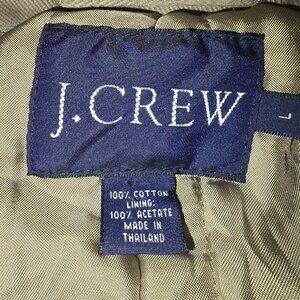 J.CREW
L
100% COTTON
LINING:
100% ACETATE
MADE IN
THAILAND